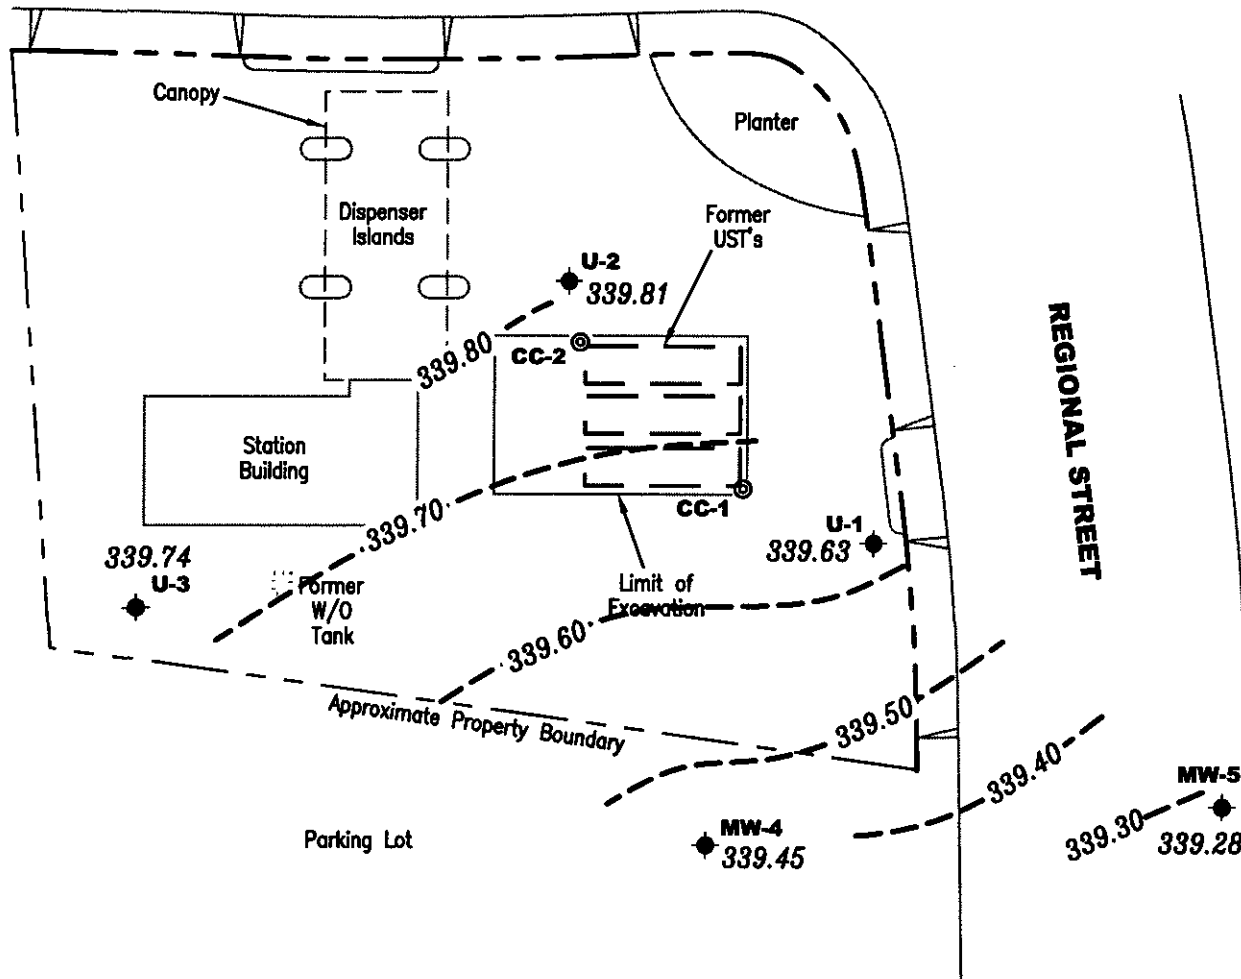 Canopy
Planter
Dispenser
Islands
Former
UST's
U-2
339.81
REGIONAL STREET
CC-2
339.80
Station
Building
CC-1
339.70
U-1
339.63
339.74
U-3
Former
W/O
Tank
Limit of
Excavation
339.60
Approximate Property Boundary
339.50
339.40
MW-5
339.28
339.30
MW-4
339.45
Parking Lot